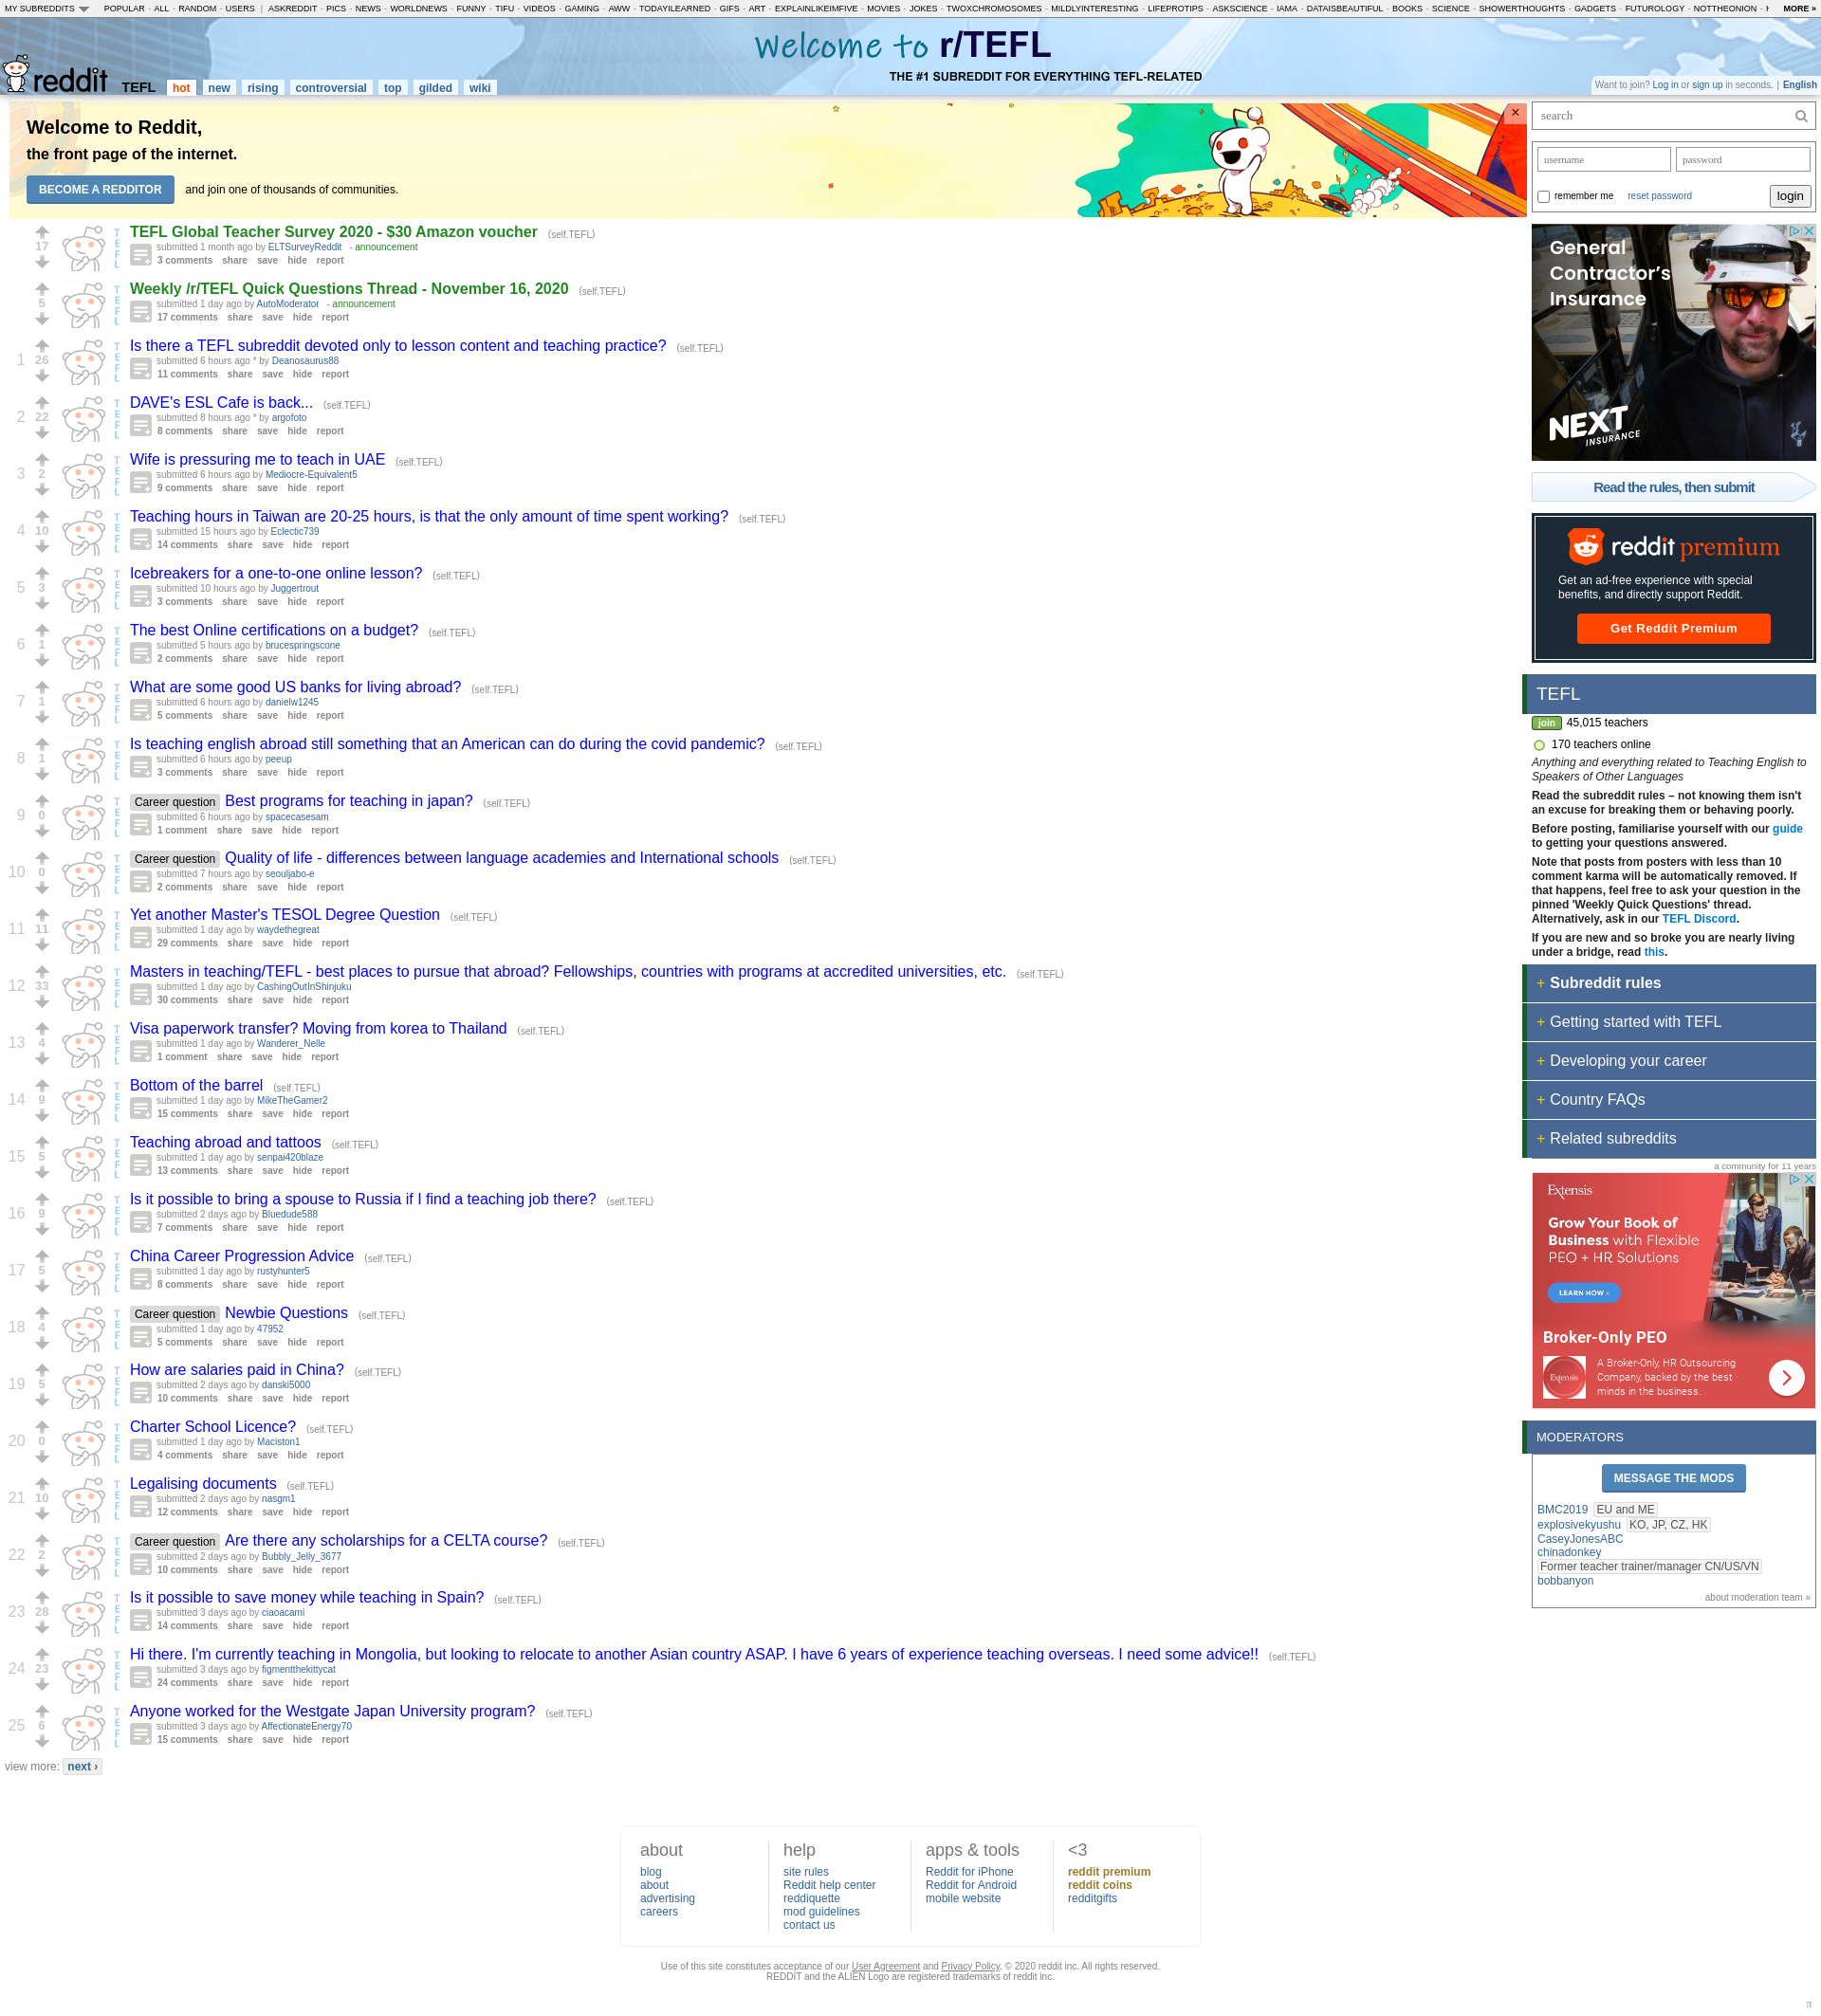 MY SUBREDDITS POPULAR - ALL - RANDOM - USERS | ASKREDDIT - PICS - NEWS - WORLDNEWS - FUNNY - TIFU - VIDEOS - GAMING - AWW - TODAYILEARNED - GIFS - ART - EXPLAINLIKEIMFIVE - MOVIES - JOKES - TWOXCHROMOSOMES - MILDLYINTERESTING - LIFEPROTIPS - ASKSCIENCE - IAMA - DATAISBEAUTIFUL - BOOKS - SCIENCE - SHOWERTHOUGHTS - GADGETS - FUTUROLOGY - NOTTHEONION - MORE »
Welcome to r/TEFL
THE #1 SUBREDDIT FOR EVERYTHING TEFL-RELATED
reddit TEFL hot new rising controversial top gilded wiki
Want to join? Log in or sign up in seconds. | English
Welcome to Reddit,
the front page of the internet.
BECOME A REDDITOR and join one of thousands of communities.
×
17
TEFL
TEFL Global Teacher Survey 2020 - $30 Amazon voucher (self.TEFL)
submitted 1 month ago by ELTSurveyReddit - announcement
3 comments share save hide report
5
TEFL
Weekly /r/TEFL Quick Questions Thread - November 16, 2020 (self.TEFL)
submitted 1 day ago by AutoModerator - announcement
17 comments share save hide report
1 26
TEFL
Is there a TEFL subreddit devoted only to lesson content and teaching practice? (self.TEFL)
submitted 6 hours ago * by Deanosaurus88
11 comments share save hide report
2 22
TEFL
DAVE's ESL Cafe is back... (self.TEFL)
submitted 8 hours ago * by argofoto
8 comments share save hide report
3 2
TEFL
Wife is pressuring me to teach in UAE (self.TEFL)
submitted 6 hours ago by Mediocre-Equivalent5
9 comments share save hide report
4 10
TEFL
Teaching hours in Taiwan are 20-25 hours, is that the only amount of time spent working? (self.TEFL)
submitted 15 hours ago by Eclectic739
14 comments share save hide report
5 3
TEFL
Icebreakers for a one-to-one online lesson? (self.TEFL)
submitted 10 hours ago by Juggertrout
3 comments share save hide report
6 1
TEFL
The best Online certifications on a budget? (self.TEFL)
submitted 5 hours ago by brucespringscone
2 comments share save hide report
7 1
TEFL
What are some good US banks for living abroad? (self.TEFL)
submitted 6 hours ago by danielw1245
5 comments share save hide report
8 1
TEFL
Is teaching english abroad still something that an American can do during the covid pandemic? (self.TEFL)
submitted 6 hours ago by peeup
3 comments share save hide report
9 0
TEFL
Career question Best programs for teaching in japan? (self.TEFL)
submitted 6 hours ago by spacecasesam
1 comment share save hide report
10 0
TEFL
Career question Quality of life - differences between language academies and International schools (self.TEFL)
submitted 7 hours ago by seouljabo-e
2 comments share save hide report
11 11
TEFL
Yet another Master's TESOL Degree Question (self.TEFL)
submitted 1 day ago by waydethegreat
29 comments share save hide report
12 33
TEFL
Masters in teaching/TEFL - best places to pursue that abroad? Fellowships, countries with programs at accredited universities, etc. (self.TEFL)
submitted 1 day ago by CashingOutInShinjuku
30 comments share save hide report
13 4
TEFL
Visa paperwork transfer? Moving from korea to Thailand (self.TEFL)
submitted 1 day ago by Wanderer_Nelle
1 comment share save hide report
14 9
TEFL
Bottom of the barrel (self.TEFL)
submitted 1 day ago by MikeTheGamer2
15 comments share save hide report
15 5
TEFL
Teaching abroad and tattoos (self.TEFL)
submitted 1 day ago by senpai420blaze
13 comments share save hide report
16 9
TEFL
Is it possible to bring a spouse to Russia if I find a teaching job there? (self.TEFL)
submitted 2 days ago by Bluedude588
7 comments share save hide report
17 5
TEFL
China Career Progression Advice (self.TEFL)
submitted 1 day ago by rustyhunter5
8 comments share save hide report
18 4
TEFL
Career question Newbie Questions (self.TEFL)
submitted 1 day ago by 47952
5 comments share save hide report
19 5
TEFL
How are salaries paid in China? (self.TEFL)
submitted 2 days ago by danski5000
10 comments share save hide report
20 0
TEFL
Charter School Licence? (self.TEFL)
submitted 1 day ago by Maciston1
4 comments share save hide report
21 10
TEFL
Legalising documents (self.TEFL)
submitted 2 days ago by nasgm1
12 comments share save hide report
22 2
TEFL
Career question Are there any scholarships for a CELTA course? (self.TEFL)
submitted 2 days ago by Bubbly_Jelly_3677
10 comments share save hide report
23 28
TEFL
Is it possible to save money while teaching in Spain? (self.TEFL)
submitted 3 days ago by ciaoacami
14 comments share save hide report
24 23
TEFL
Hi there. I'm currently teaching in Mongolia, but looking to relocate to another Asian country ASAP. I have 6 years of experience teaching overseas. I need some advice!! (self.TEFL)
submitted 3 days ago by figmentthekittycat
24 comments share save hide report
25 6
TEFL
Anyone worked for the Westgate Japan University program? (self.TEFL)
submitted 3 days ago by AffectionateEnergy70
15 comments share save hide report
view more: next ›
search
username password
remember me reset password login
General
Contractor's
Insurance
NEXT
INSURANCE
Read the rules, then submit
reddit premium
Get an ad-free experience with special
benefits, and directly support Reddit.
Get Reddit Premium
TEFL
join 45,015 teachers
170 teachers online
Anything and everything related to Teaching English to
Speakers of Other Languages
Read the subreddit rules – not knowing them isn't
an excuse for breaking them or behaving poorly.
Before posting, familiarise yourself with our guide
to getting your questions answered.
Note that posts from posters with less than 10
comment karma will be automatically removed. If
that happens, feel free to ask your question in the
pinned 'Weekly Quick Questions' thread.
Alternatively, ask in our TEFL Discord.
If you are new and so broke you are nearly living
under a bridge, read this.
+ Subreddit rules
+ Getting started with TEFL
+ Developing your career
+ Country FAQs
+ Related subreddits
a community for 11 years
Extensis
Grow Your Book of
Business with Flexible
PEO + HR Solutions
LEARN NOW »
Broker-Only PEO
Extensis
A Broker-Only, HR Outsourcing
Company, backed by the best
minds in the business.
MODERATORS
MESSAGE THE MODS
BMC2019 EU and ME
explosivekyushu KO, JP, CZ, HK
CaseyJonesABC
chinadonkey
Former teacher trainer/manager CN/US/VN
bobbanyon
about moderation team »
about
blog
about
advertising
careers
help
site rules
Reddit help center
reddiquette
mod guidelines
contact us
apps & tools
Reddit for iPhone
Reddit for Android
mobile website
<3
reddit premium
reddit coins
redditgifts
Use of this site constitutes acceptance of our User Agreement and Privacy Policy. © 2020 reddit inc. All rights reserved.
REDDIT and the ALIEN Logo are registered trademarks of reddit inc.
π